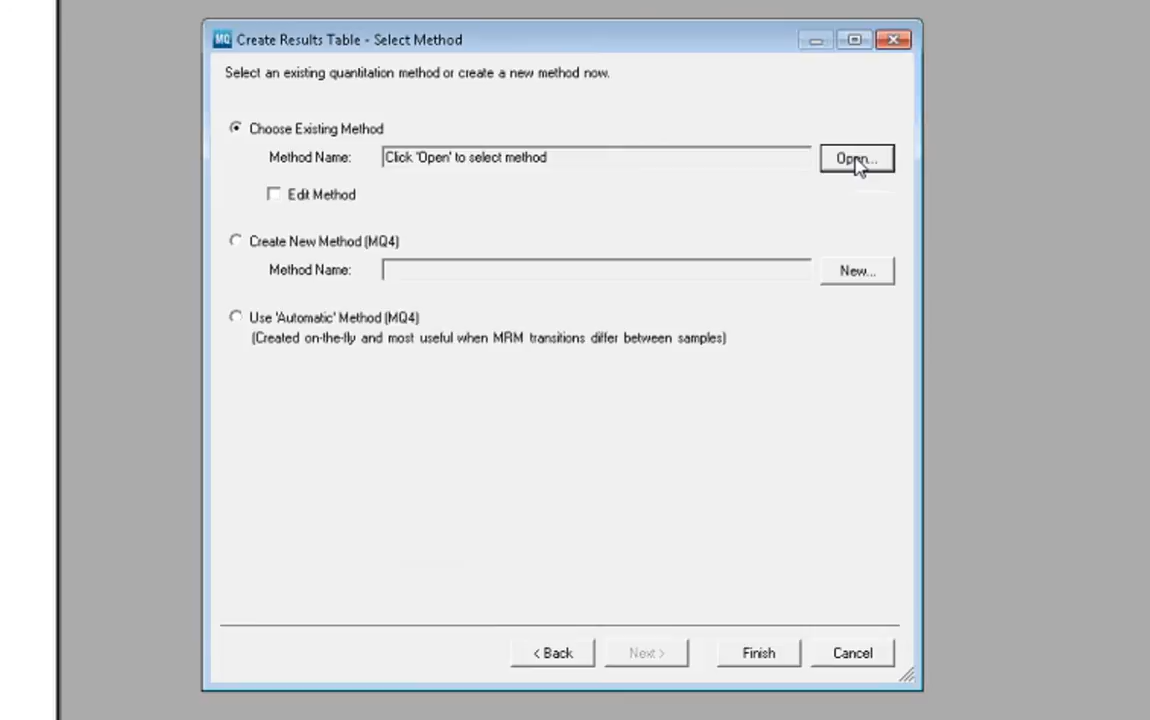 MQ Create Results Table - Select Method
Select an existing quantitation method or create a new method now.
Choose Existing Method
Method Name: Click 'Open' to select method Open...
Edit Method
Create New Method (MQ4)
Method Name: New...
Use 'Automatic' Method (MQ4)
(Created on-the-fly and most useful when MRM transitions differ between samples)
< Back Next > Finish Cancel